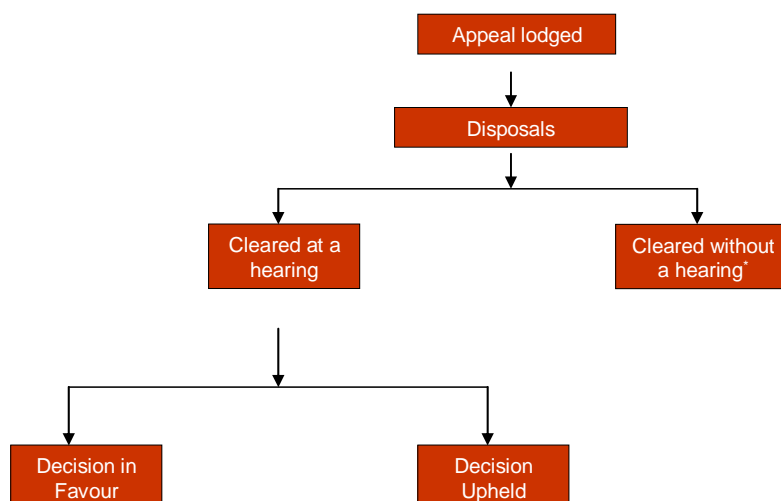 Appeal lodged
Disposals
Cleared at a
hearing
Cleared without
a hearing*
Decision in
Favour
Decision
Upheld